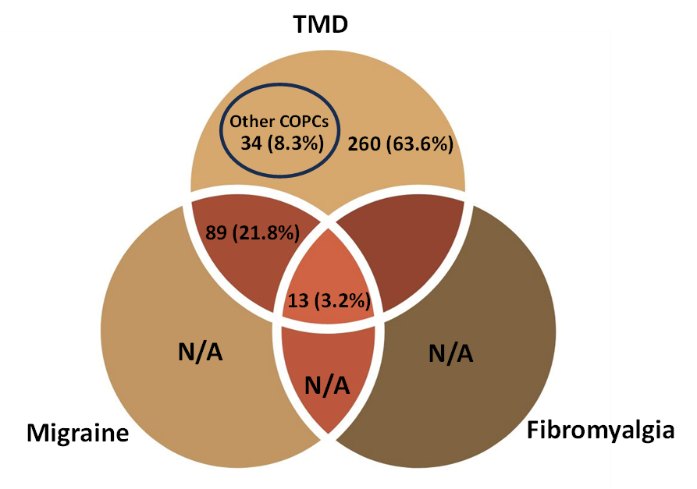 TMD
Other COPCs
34 (8.3%)
260 (63.6%)
89 (21.8%)
13 (3.2%)
N/A
N/A
N/A
Migraine
Fibromyalgia